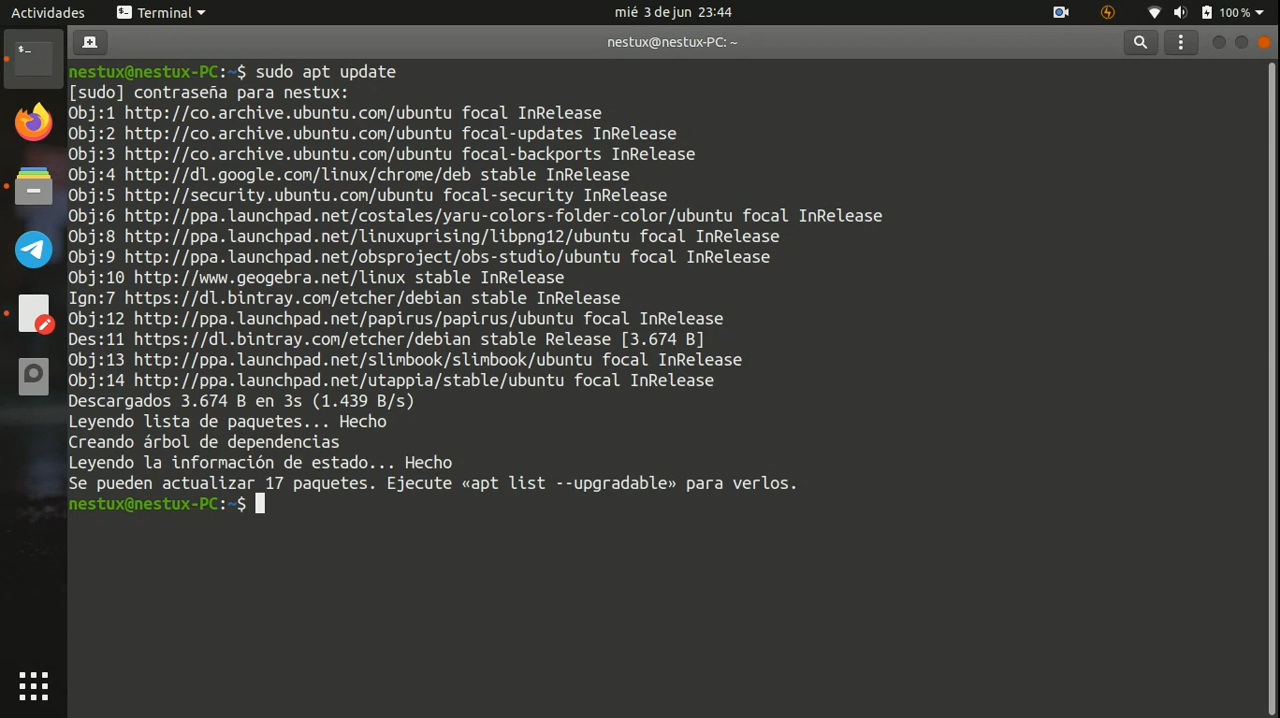 Actividades Terminal mié 3 de jun 23:44 100 %
nestux@nestux-PC: ~
nestux@nestux-PC:~$ sudo apt update
[sudo] contraseña para nestux:
Obj:1 http://co.archive.ubuntu.com/ubuntu focal InRelease
Obj:2 http://co.archive.ubuntu.com/ubuntu focal-updates InRelease
Obj:3 http://co.archive.ubuntu.com/ubuntu focal-backports InRelease
Obj:4 http://dl.google.com/linux/chrome/deb stable InRelease
Obj:5 http://security.ubuntu.com/ubuntu focal-security InRelease
Obj:6 http://ppa.launchpad.net/costales/yaru-colors-folder-color/ubuntu focal InRelease
Obj:8 http://ppa.launchpad.net/linuxuprising/libpng12/ubuntu focal InRelease
Obj:9 http://ppa.launchpad.net/obsproject/obs-studio/ubuntu focal InRelease
Obj:10 http://www.geogebra.net/linux stable InRelease
Ign:7 https://dl.bintray.com/etcher/debian stable InRelease
Obj:12 http://ppa.launchpad.net/papirus/papirus/ubuntu focal InRelease
Des:11 https://dl.bintray.com/etcher/debian stable Release [3.674 B]
Obj:13 http://ppa.launchpad.net/slimbook/slimbook/ubuntu focal InRelease
Obj:14 http://ppa.launchpad.net/utappia/stable/ubuntu focal InRelease
Descargados 3.674 B en 3s (1.439 B/s)
Leyendo lista de paquetes... Hecho
Creando árbol de dependencias
Leyendo la información de estado... Hecho
Se pueden actualizar 17 paquetes. Ejecute «apt list --upgradable» para verlos.
nestux@nestux-PC:~$